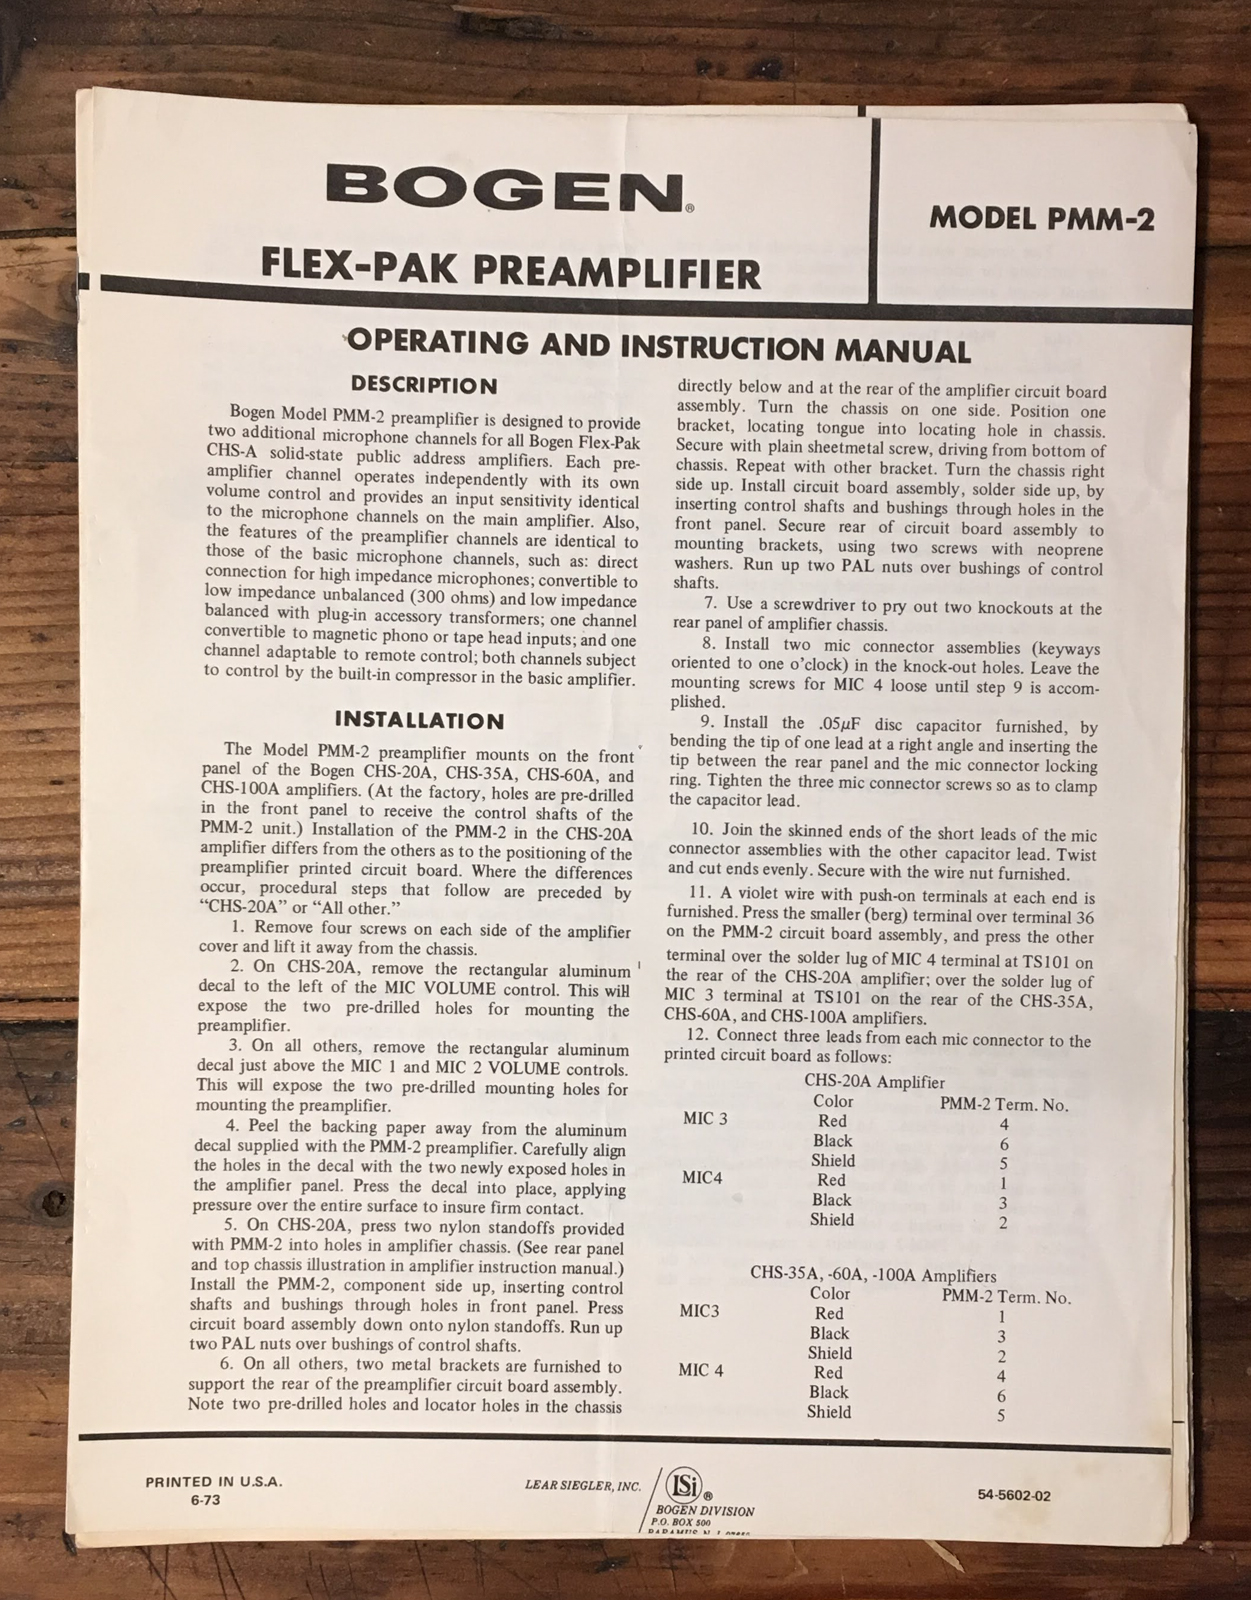 BOGEN®
FLEX-PAK PREAMPLIFIER
MODEL PMM-2
OPERATING AND INSTRUCTION MANUAL
DESCRIPTION
Bogen Model PMM-2 preamplifier is designed to provide
two additional microphone channels for all Bogen Flex-Pak
CHS-A solid-state public address amplifiers. Each pre-
amplifier channel operates independently with its own
volume control and provides an input sensitivity identical
to the microphone channels on the main amplifier. Also,
the features of the preamplifier channels are identical to
those of the basic microphone channels, such as: direct
connection for high impedance microphones; convertible to
low impedance unbalanced (300 ohms) and low impedance
balanced with plug-in accessory transformers; one channel
convertible to magnetic phono or tape head inputs; and one
channel adaptable to remote control; both channels subject
to control by the built-in compressor in the basic amplifier.
INSTALLATION
The Model PMM-2 preamplifier mounts on the front
panel of the Bogen CHS-20A, CHS-35A, CHS-60A, and
CHS-100A amplifiers. (At the factory, holes are pre-drilled
in the front panel to receive the control shafts of the
PMM-2 unit.) Installation of the PMM-2 in the CHS-20A
amplifier differs from the others as to the positioning of the
preamplifier printed circuit board. Where the differences
occur, procedural steps that follow are preceded by
“CHS-20A” or “All other.”
1. Remove four screws on each side of the amplifier
cover and lift it away from the chassis.
2. On CHS-20A, remove the rectangular aluminum
decal to the left of the MIC VOLUME control. This will
expose the two pre-drilled holes for mounting the
preamplifier.
3. On all others, remove the rectangular aluminum
decal just above the MIC 1 and MIC 2 VOLUME controls.
This will expose the two pre-drilled mounting holes for
mounting the preamplifier.
4. Peel the backing paper away from the aluminum
decal supplied with the PMM-2 preamplifier. Carefully align
the holes in the decal with the two newly exposed holes in
the amplifier panel. Press the decal into place, applying
pressure over the entire surface to insure firm contact.
5. On CHS-20A, press two nylon standoffs provided
with PMM-2 into holes in amplifier chassis. (See rear panel
and top chassis illustration in amplifier instruction manual.)
Install the PMM-2, component side up, inserting control
shafts and bushings through holes in front panel. Press
circuit board assembly down onto nylon standoffs. Run up
two PAL nuts over bushings of control shafts.
6. On all others, two metal brackets are furnished to
support the rear of the preamplifier circuit board assembly.
Note two pre-drilled holes and locator holes in the chassis
directly below and at the rear of the amplifier circuit board
assembly. Turn the chassis on one side. Position one
bracket, locating tongue into locating hole in chassis.
Secure with plain sheetmetal screw, driving from bottom of
chassis. Repeat with other bracket. Turn the chassis right
side up. Install circuit board assembly, solder side up, by
inserting control shafts and bushings through holes in the
front panel. Secure rear of circuit board assembly to
mounting brackets, using two screws with neoprene
washers. Run up two PAL nuts over bushings of control
shafts.
7. Use a screwdriver to pry out two knockouts at the
rear panel of amplifier chassis.
8. Install two mic connector assemblies (keyways
oriented to one o’clock) in the knock-out holes. Leave the
mounting screws for MIC 4 loose until step 9 is accom-
plished.
9. Install the .05μF disc capacitor furnished, by
bending the tip of one lead at a right angle and inserting the
tip between the rear panel and the mic connector locking
ring. Tighten the three mic connector screws so as to clamp
the capacitor lead.
10. Join the skinned ends of the short leads of the mic
connector assemblies with the other capacitor lead. Twist
and cut ends evenly. Secure with the wire nut furnished.
11. A violet wire with push-on terminals at each end is
furnished. Press the smaller (berg) terminal over terminal 36
on the PMM-2 circuit board assembly, and press the other
terminal over the solder lug of MIC 4 terminal at TS101 on
the rear of the CHS-20A amplifier; over the solder lug of
MIC 3 terminal at TS101 on the rear of the CHS-35A,
CHS-60A, and CHS-100A amplifiers.
12. Connect three leads from each mic connector to the
printed circuit board as follows:
CHS-20A Amplifier
Color PMM-2 Term. No.
MIC 3 Red 4
Black 6
Shield 5
MIC4 Red 1
Black 3
Shield 2
CHS-35A, -60A, -100A Amplifiers
Color PMM-2 Term. No.
MIC3 Red 1
Black 3
Shield 2
MIC 4 Red 4
Black 6
Shield 5
PRINTED IN U.S.A.
6-73
LEAR SIEGLER, INC.
LSi®
BOGEN DIVISION
P.O. BOX 500
54-5602-02